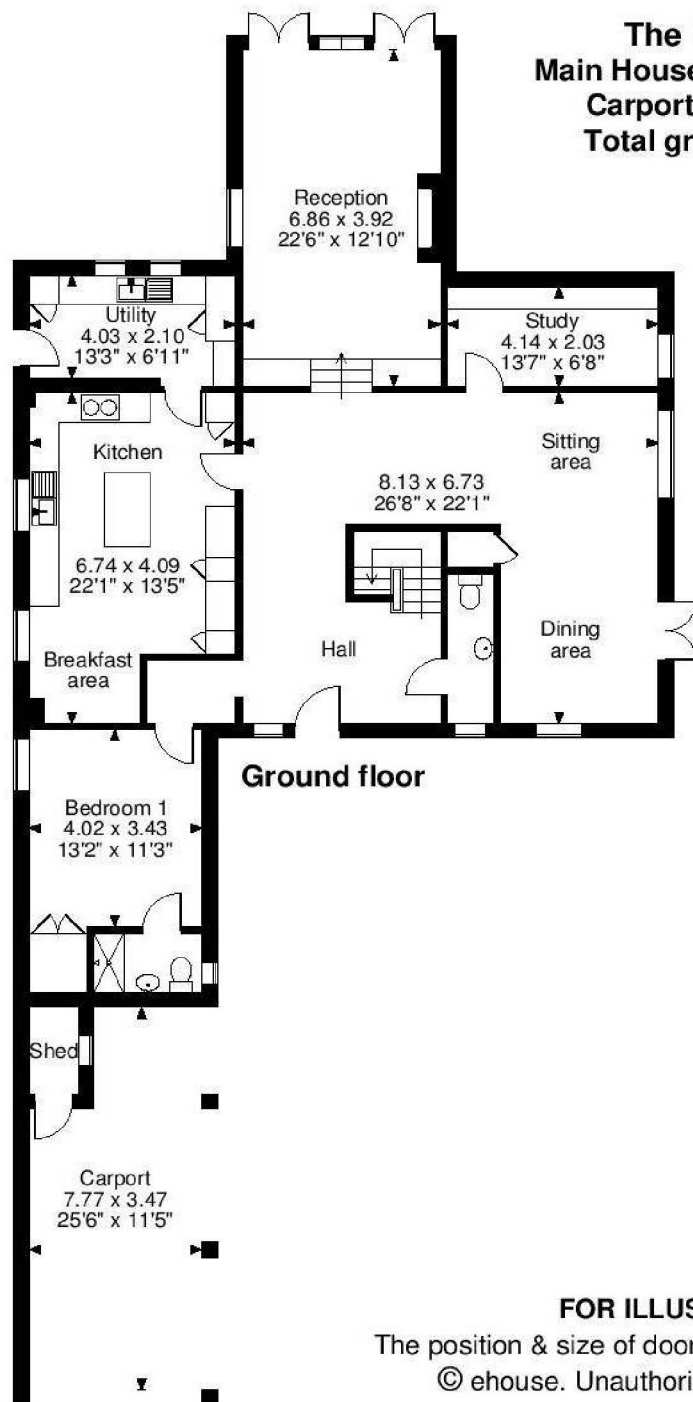 The
Main House
Carport
Total gr
Reception
6.86 x 3.92
22'6" x 12'10"
Utility
4.03 x 2.10
13'3" x 6'11"
Study
4.14 x 2.03
13'7" x 6'8"
Kitchen
Sitting
area
8.13 x 6.73
26'8" x 22'1"
6.74 x 4.09
22'1" x 13'5"
Breakfast
area
Hall
Dining
area
Ground floor
Bedroom 1
4.02 x 3.43
13'2" x 11'3"
Shed
Carport
7.77 x 3.47
25'6" x 11'5"
FOR ILLUS
The position & size of door
© ehouse. Unauthori